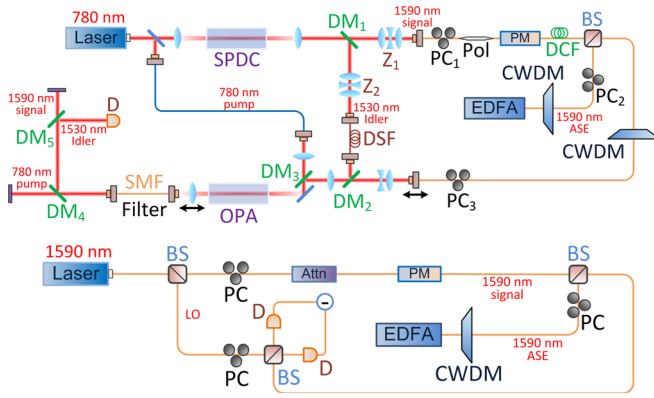 780 nm
Laser
SPDC
DM1
Z1
1590 nm
signal
PC1
Pol
PM
DCF
BS
CWDM
EDFA
1590 nm
ASE
PC2
CWDM
Z2
1530 nm
Idler
DSF
780 nm
pump
1590 nm
signal
D
1530 nm
Idler
DM5
780 nm
pump
DM4
SMF
Filter
OPA
DM3
DM2
PC3
1590 nm
Laser
BS
PC
Attn
PM
1590 nm
signal
BS
LO
D
-
PC
BS
D
EDFA
CWDM
1590 nm
ASE
PC